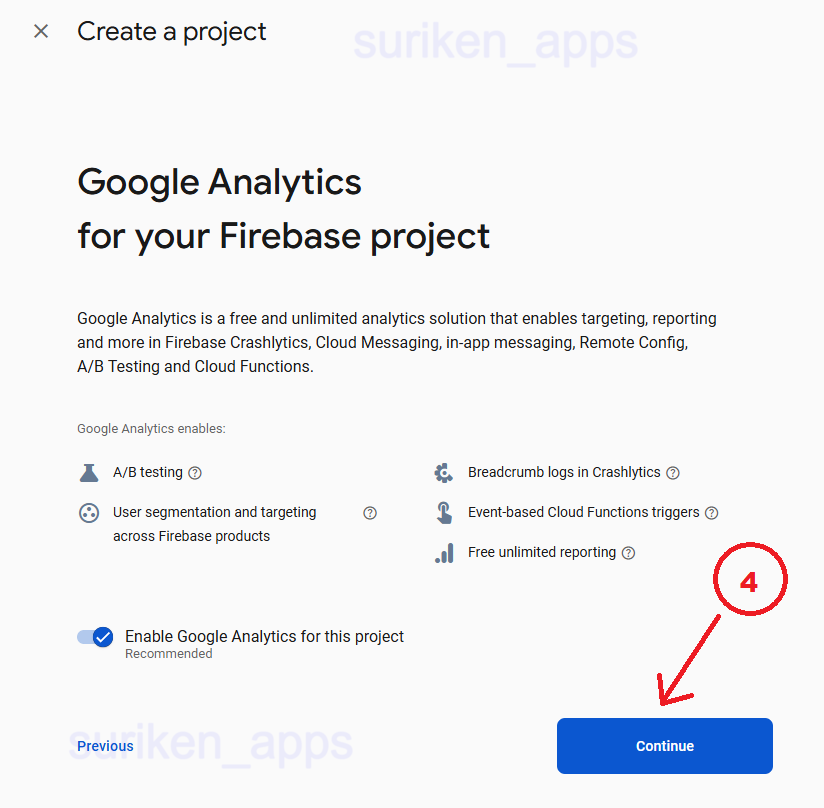 Create a project
suriken_apps
Google Analytics
for your Firebase project
Google Analytics is a free and unlimited analytics solution that enables targeting, reporting
and more in Firebase Crashlytics, Cloud Messaging, in-app messaging, Remote Config,
A/B Testing and Cloud Functions.
Google Analytics enables:
A/B testing
Breadcrumb logs in Crashlytics
User segmentation and targeting
across Firebase products
Event-based Cloud Functions triggers
Free unlimited reporting
4
Enable Google Analytics for this project
Recommended
suriken_apps
Previous
Continue